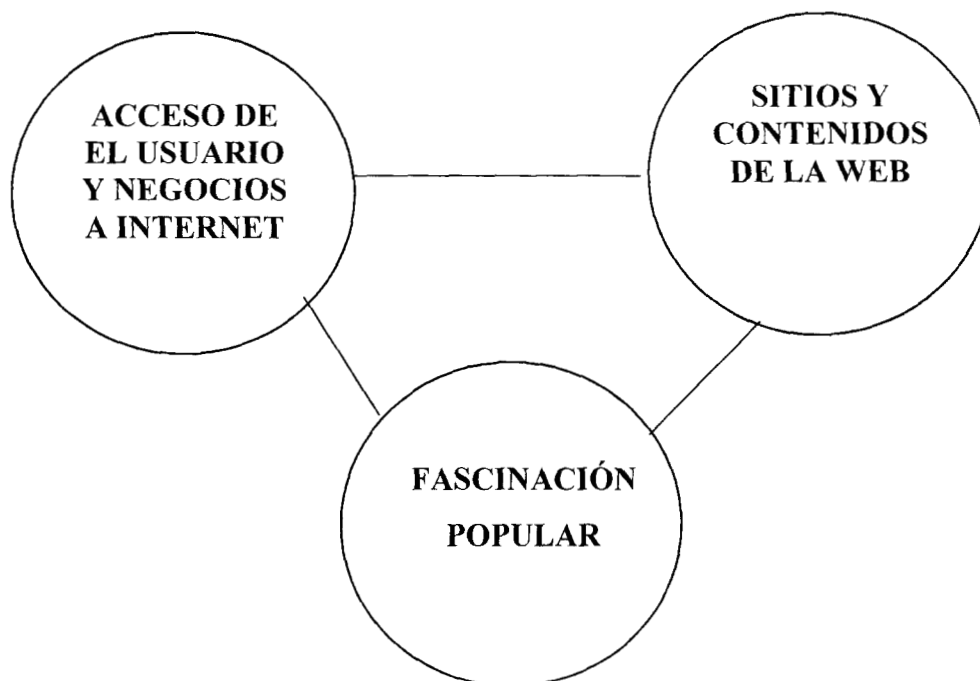 ACCESO DE
EL USUARIO
Y NEGOCIOS
A INTERNET
SITIOS Y
CONTENIDOS
DE LA WEB
FASCINACIÓN
POPULAR